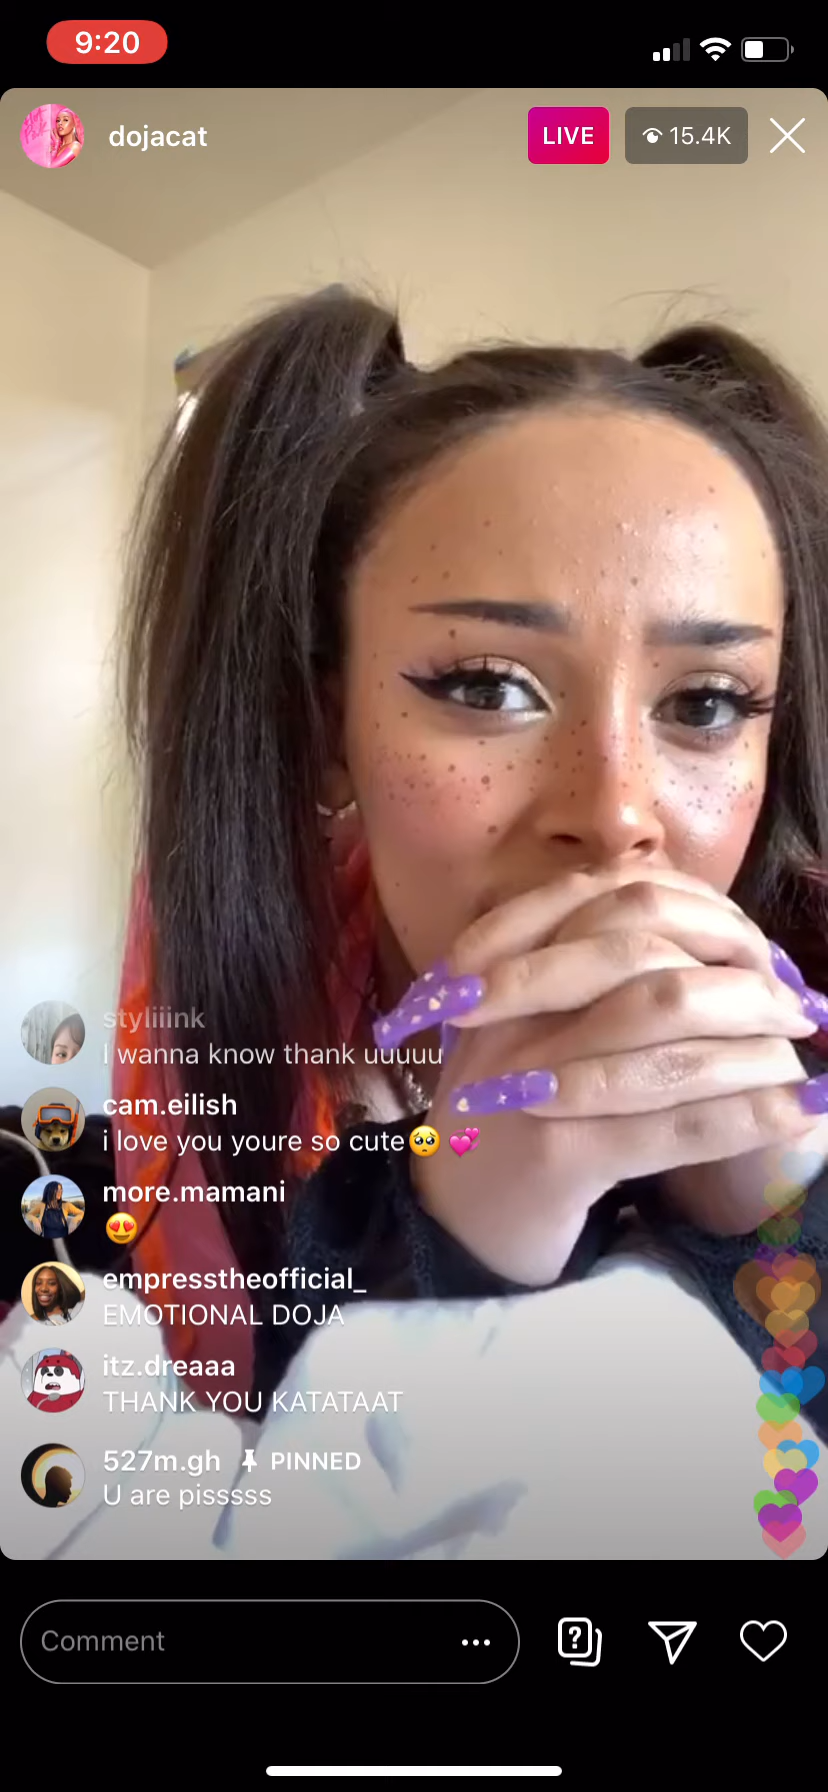 9:20
dojacat
LIVE
15.4K
styliiink
I wanna know thank uuuuu
cam.eilish
i love you youre so cute🥺 💞
more.mamani
😍
empresstheofficial_
EMOTIONAL DOJA
itz.dreaaa
THANK YOU KATATAAT
527m.gh PINNED
U are pisssss
Comment